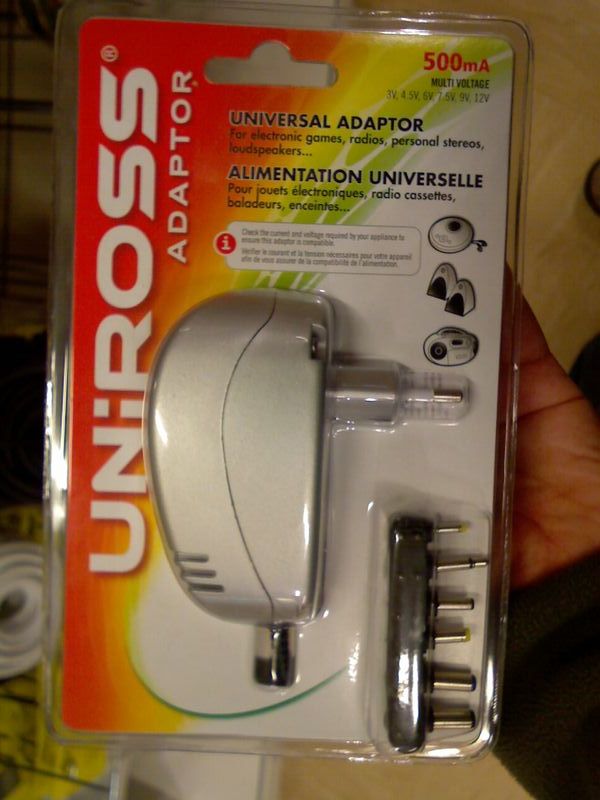 UNiROSS®
ADAPTOR
500mA
MULTI VOLTAGE
3V, 4.5V, 6V, 7.5V, 9V, 12V
UNIVERSAL ADAPTOR
For electronic games, radios, personal stereos,
loudspeakers...
ALIMENTATION UNIVERSELLE
Pour jouets électroniques, radio cassettes,
baladeurs, enceintes...
i
Check the current and voltage required by your appliance to
ensure this adaptor is compatible.
Vérifier le courant et la tension nécessaires pour votre appareil
afin de vous assurer de la compatibilité de l'alimentation.